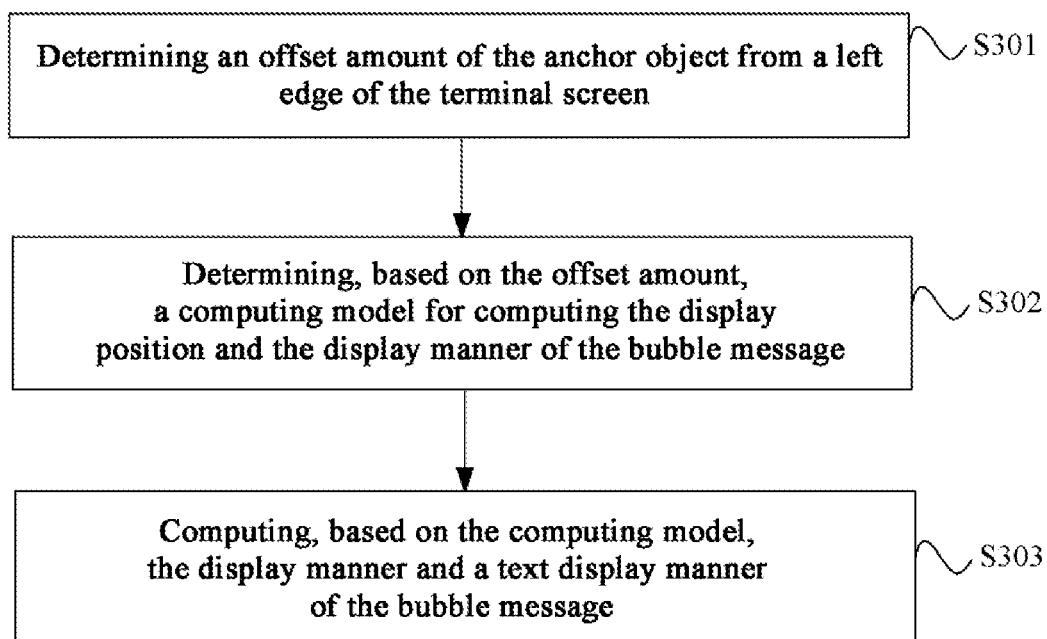 Determining an offset amount of the anchor object from a left
edge of the terminal screen
S301
Determining, based on the offset amount,
a computing model for computing the display
position and the display manner of the bubble message
S302
Computing, based on the computing model,
the display manner and a text display manner
of the bubble message
S303